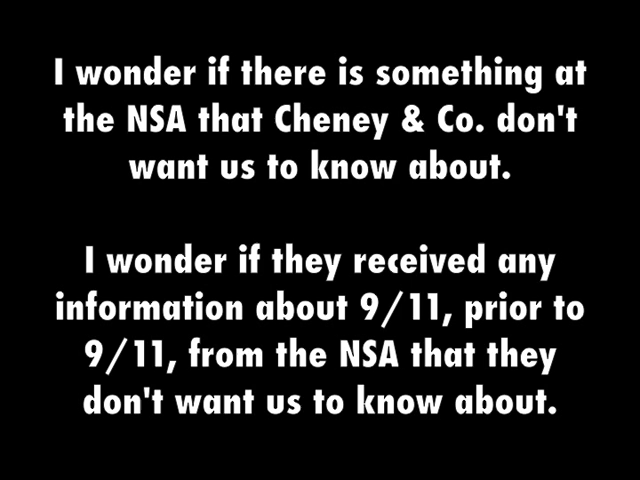 I wonder if there is something at
the NSA that Cheney & Co. don't
want us to know about.
I wonder if they received any
information about 9/11, prior to
9/11, from the NSA that they
don't want us to know about.